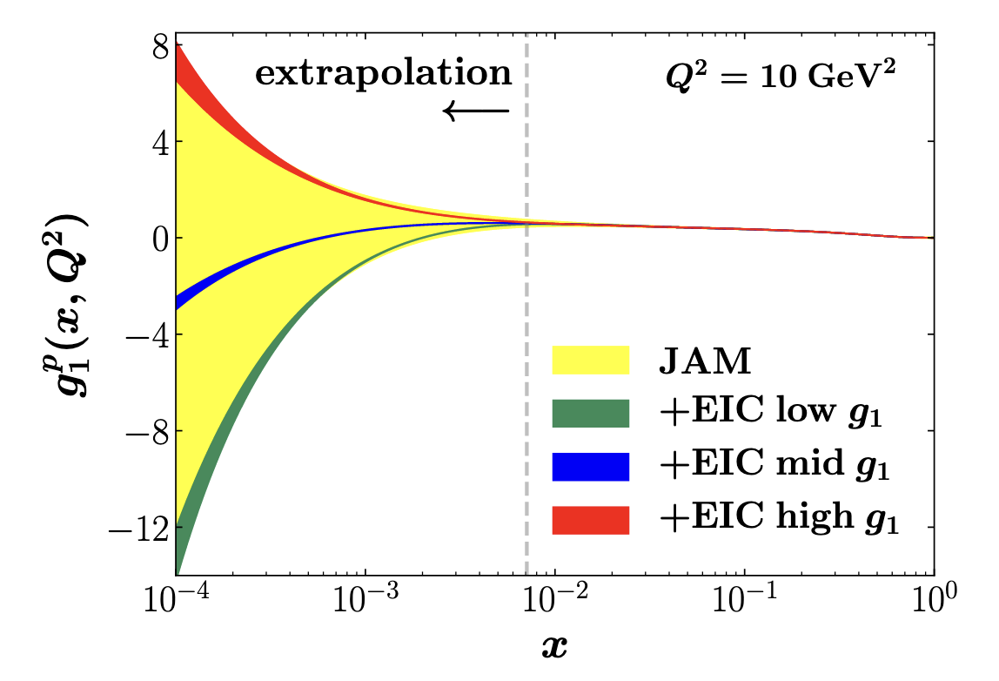 8
4
0
−4
−8
−12
g₁ᵖ(x, Q²)
extrapolation
Q² = 10 GeV²
JAM
+EIC low g₁
+EIC mid g₁
+EIC high g₁
10⁻⁴ 10⁻³ 10⁻² 10⁻¹ 10⁰
x